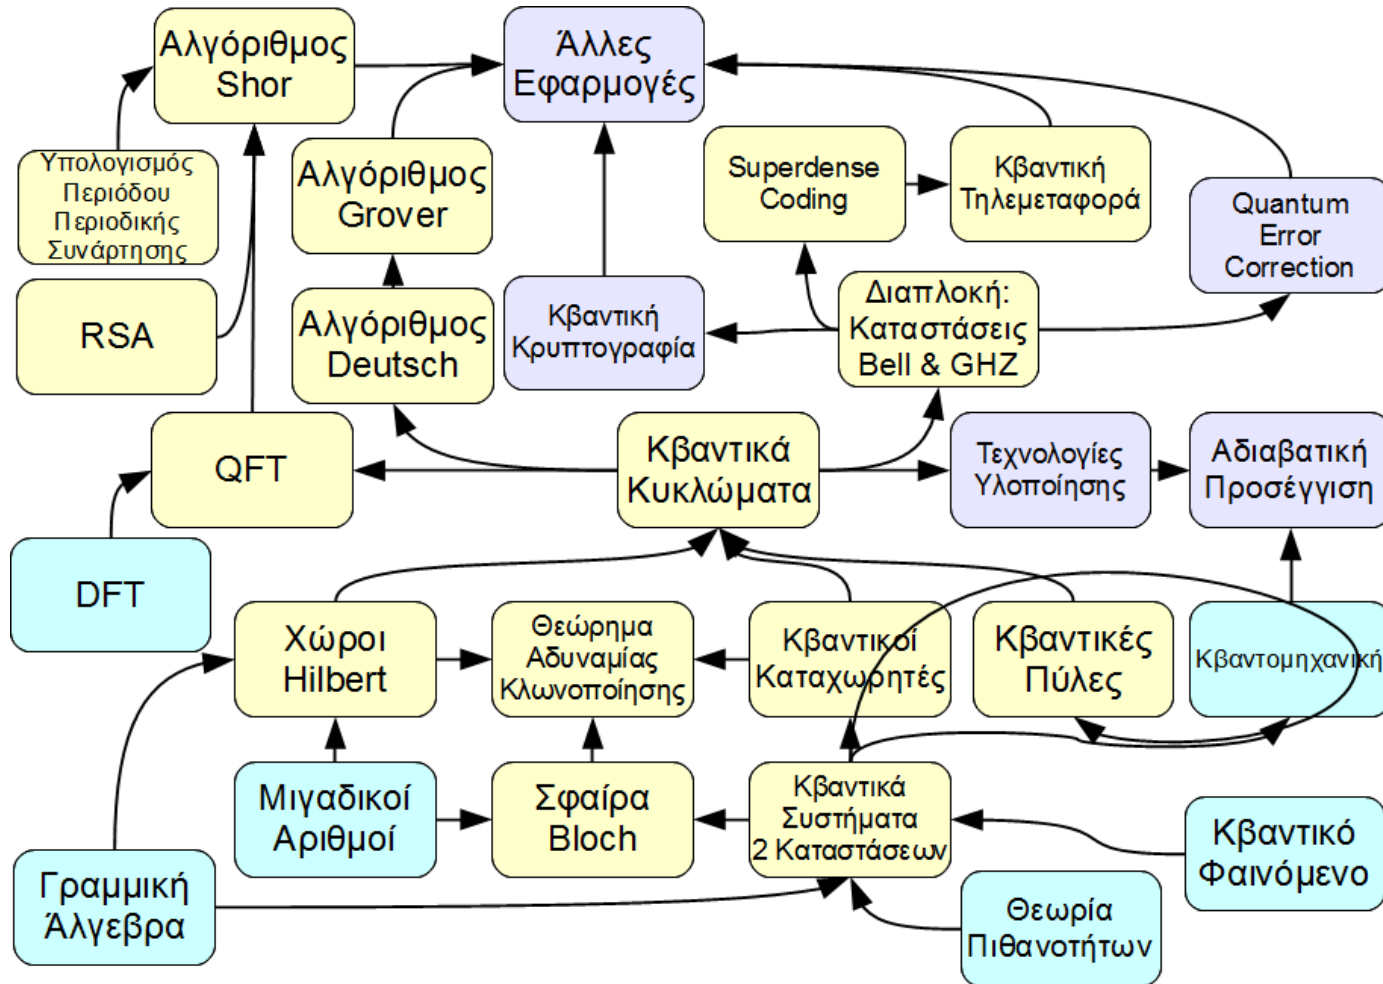 Αλγόριθμος
Shor
Άλλες
Εφαρμογές
Υπολογισμός
Περιόδου
Περιοδικής
Συνάρτησης
Αλγόριθμος
Grover
Superdense
Coding
Κβαντική
Τηλεμεταφορά
Quantum
Error
Correction
RSA
Αλγόριθμος
Deutsch
Κβαντική
Κρυπτογραφία
Διαπλοκή:
Καταστάσεις
Bell & GHZ
QFT
Κβαντικά
Κυκλώματα
Τεχνολογίες
Υλοποίησης
Αδιαβατική
Προσέγγιση
DFT
Χώροι
Hilbert
Θεώρημα
Αδυναμίας
Κλωνοποίησης
Κβαντικοί
Καταχωρητές
Κβαντικές
Πύλες
Κβαντομηχανική
Μιγαδικοί
Αριθμοί
Σφαίρα
Bloch
Κβαντικά
Συστήματα
2 Καταστάσεων
Κβαντικό
Φαινόμενο
Γραμμική
Άλγεβρα
Θεωρία
Πιθανοτήτων